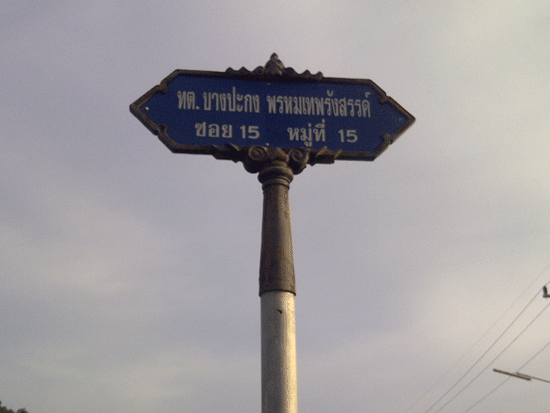 ทต. บางปะกง พรหมเทพรังสรรค์
ซอย 15 หมู่ที่ 15